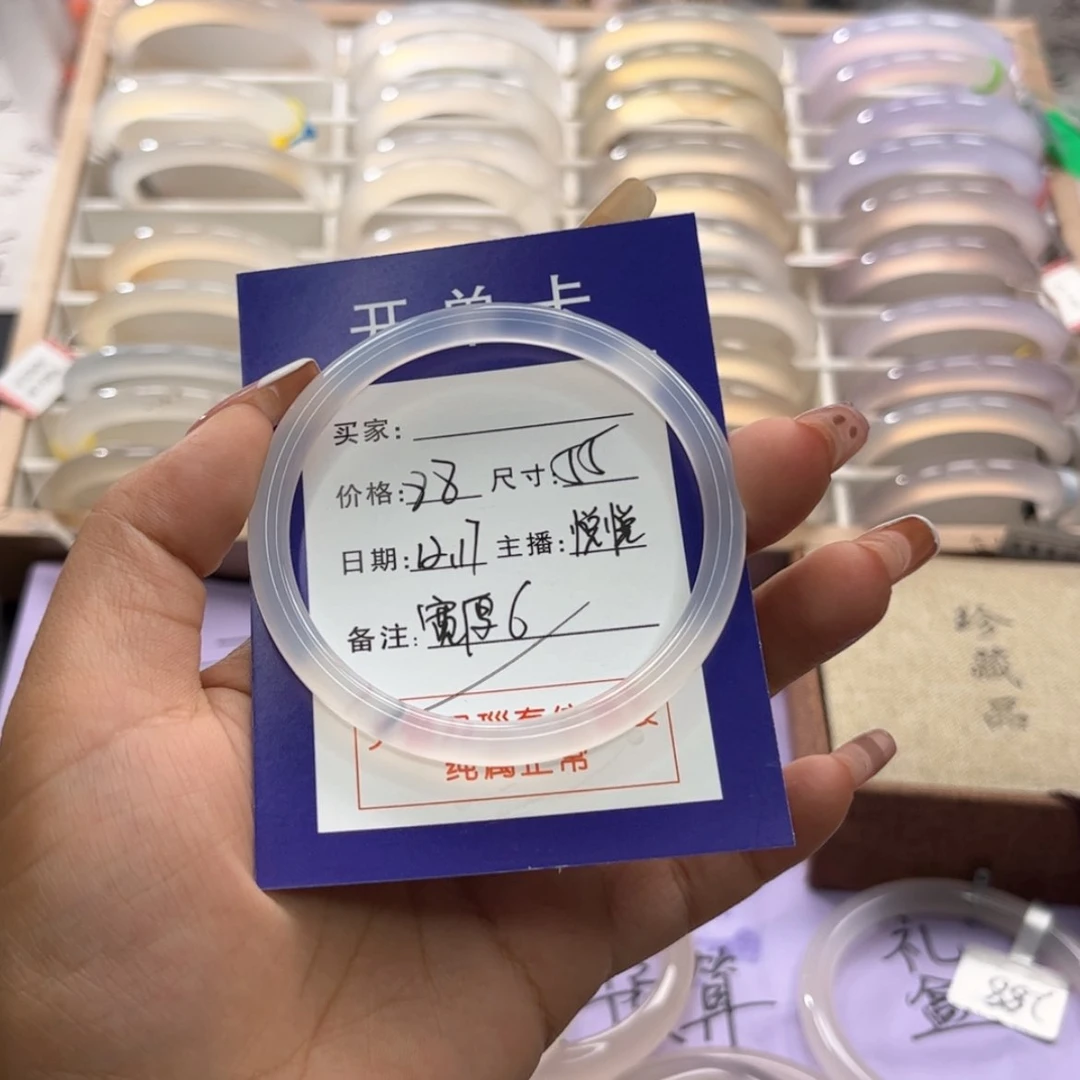 开单卡
买家:
价格:38 尺寸:
日期:12.17 主播:悦悦
备注:宽厚6
纯属正常
珍藏品
礼盒
算